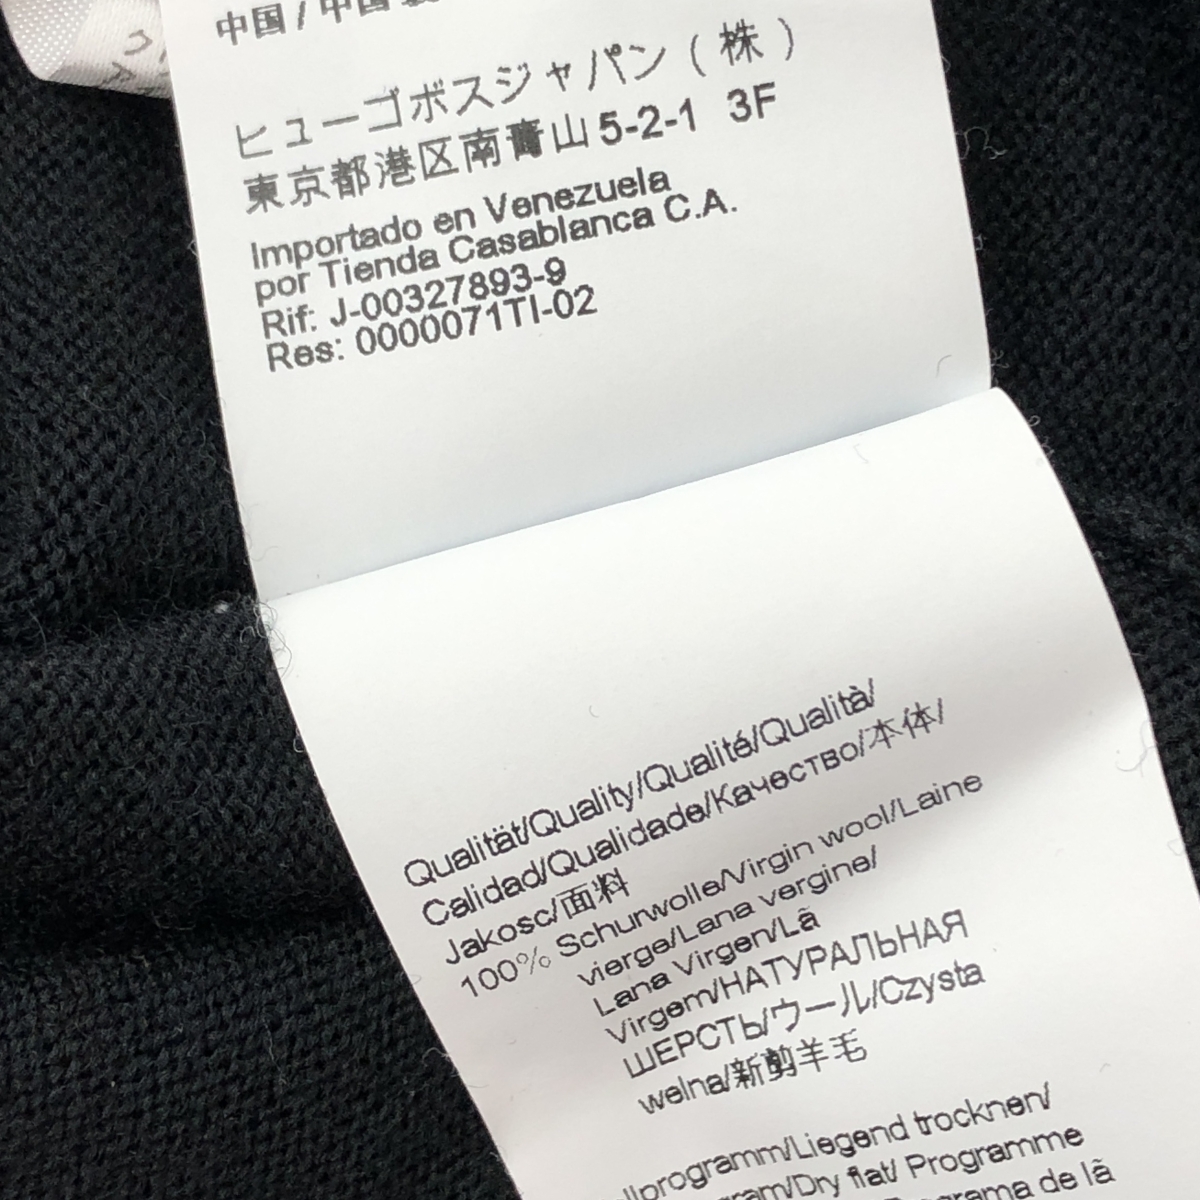 中国 / 中国製
ヒューゴボスジャパン ( 株 )
東京都港区南青山 5-2-1 3F
Importado en Venezuela
por Tienda Casablanca C.A.
Rif: J-00327893-9
Res: 0000071TI-02
Qualität/Quality/Qualité/Qualità/
Calidad/Qualidade/Качество/本体/
Jakosc/面料
100% Schurwolle/Virgin wool/Laine
vierge/Lana vergine/
Lana Virgen/Lã
Virgem/НАТУРАЛЬНАЯ
ШЕРСТЬ/ウール/Czysta
welna/新剪羊毛
programm/Liegend trocknen/
Dry flat/ Programme
de lã